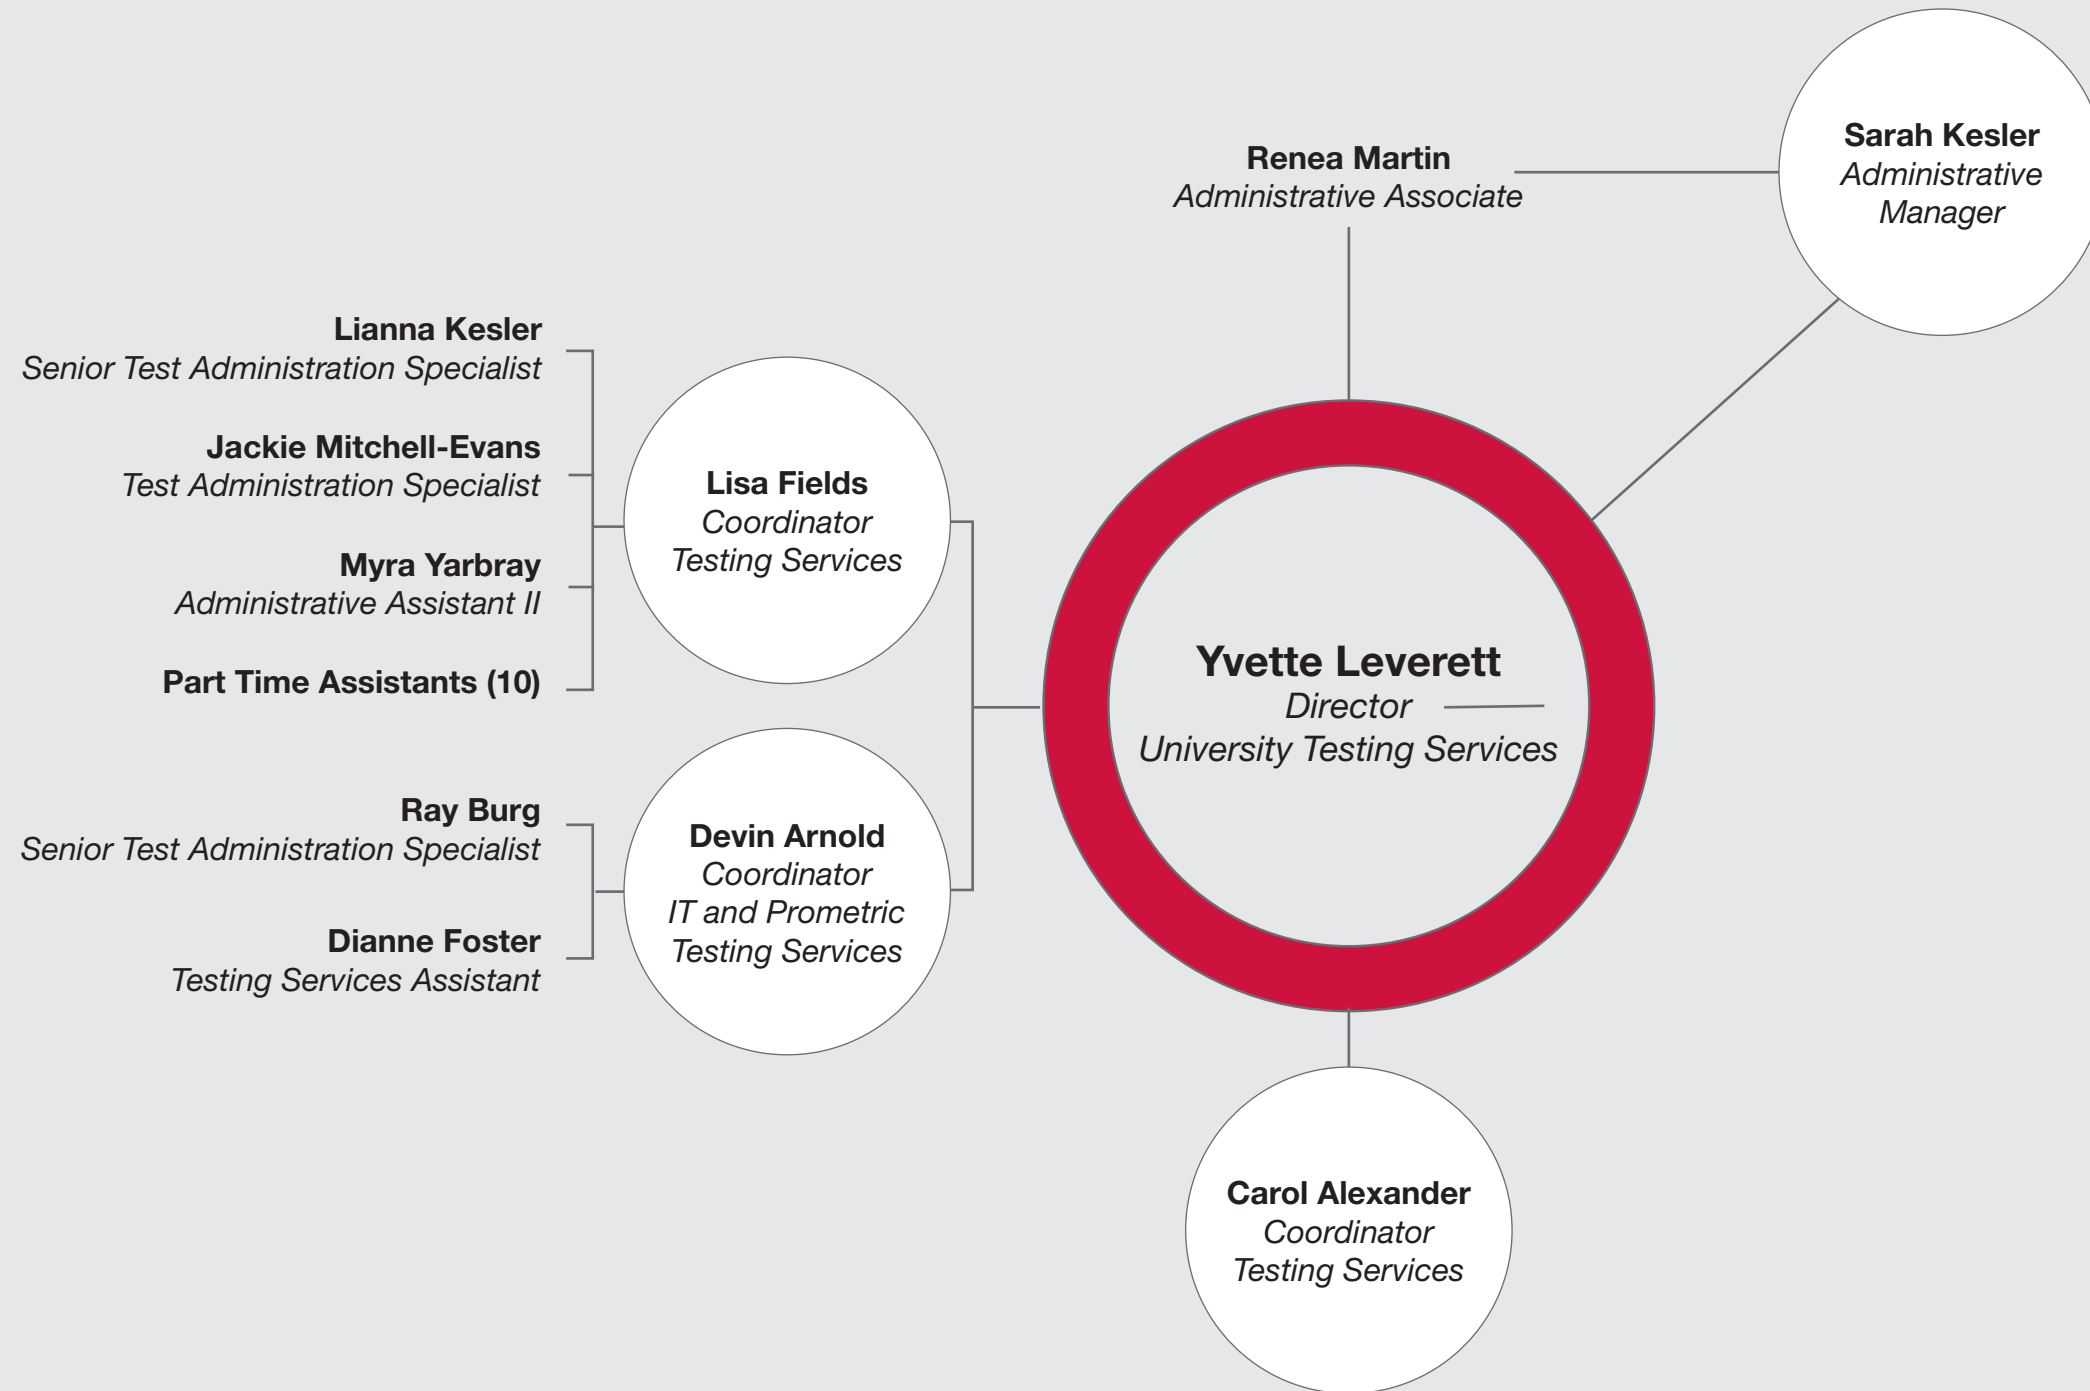 Renea Martin
Administrative Associate
Sarah Kesler
Administrative
Manager
Lianna Kesler
Senior Test Administration Specialist
Jackie Mitchell-Evans
Test Administration Specialist
Myra Yarbray
Administrative Assistant II
Part Time Assistants (10)
Lisa Fields
Coordinator
Testing Services
Ray Burg
Senior Test Administration Specialist
Dianne Foster
Testing Services Assistant
Devin Arnold
Coordinator
IT and Prometric
Testing Services
Yvette Leverett
Director
University Testing Services
Carol Alexander
Coordinator
Testing Services